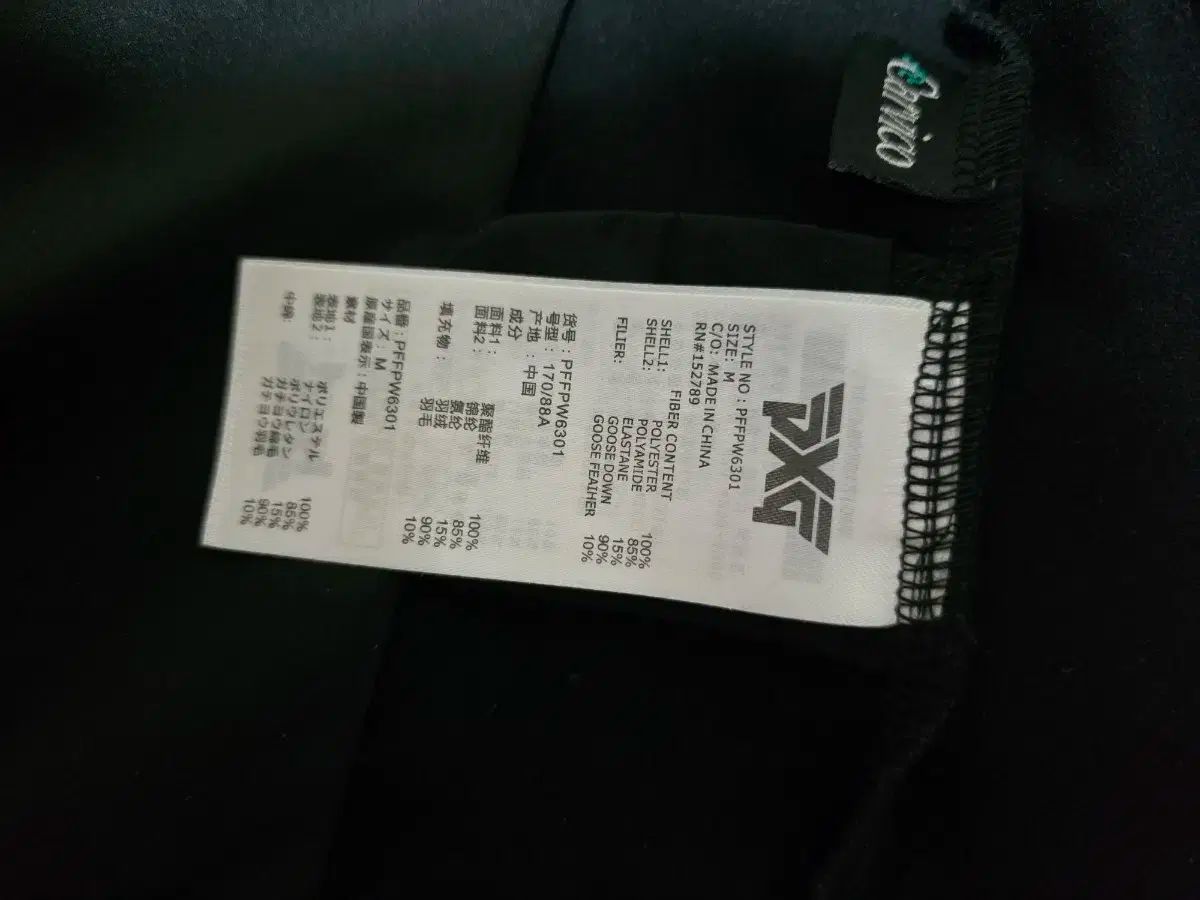 Carvico
PXG
STYLE NO : PFFPW6301
SIZE: M
C/O: MADE IN CHINA
RN#152789
FIBER CONTENT
SHELL1: POLYESTER 100%
SHELL2: POLYAMIDE 85%
ELASTANE 15%
FILIER: GOOSE DOWN 90%
GOOSE FEAIHER 10%
货号 : PFFPW6301
号型 : 170/88A
产地 : 中国
成分
面料1 : 聚酯纤维 100%
面料2 : 锦纶 85%
氨纶 15%
填充物 : 羽绒 90%
羽毛 10%
品番 : PFFPW6301
サイズ : M
原産国表示 : 中国製
素材
表地1 : ポリエステル 100%
表地2 : ナイロン 85%
ポリウレタン 15%
中綿: ガチョウ綿毛 90%
ガチョウ羽毛 10%